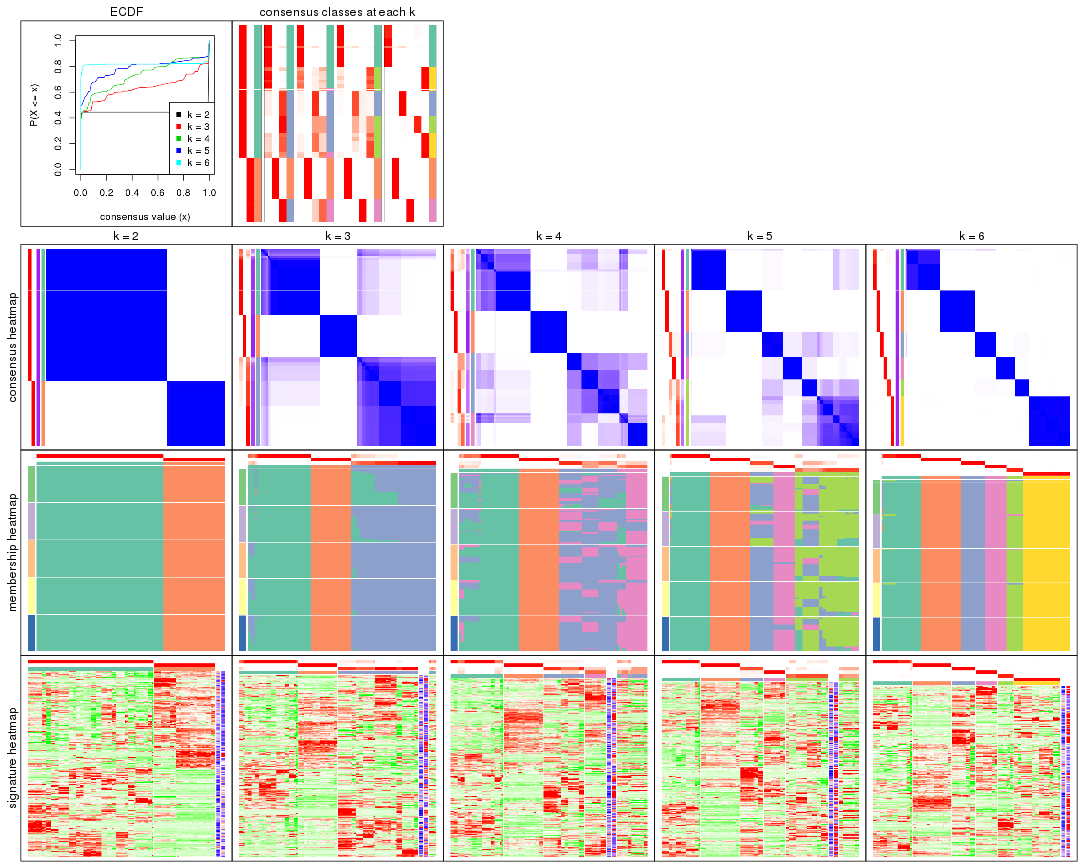 ECDF
consensus classes at each k
P(X <= x)
0.0
0.2
0.4
0.6
0.8
1.0
k = 2
k = 3
k = 4
k = 5
k = 6
0.0 0.2 0.4 0.6 0.8 1.0
consensus value (x)
k = 2
k = 3
k = 4
k = 5
k = 6
consensus heatmap
membership heatmap
signature heatmap